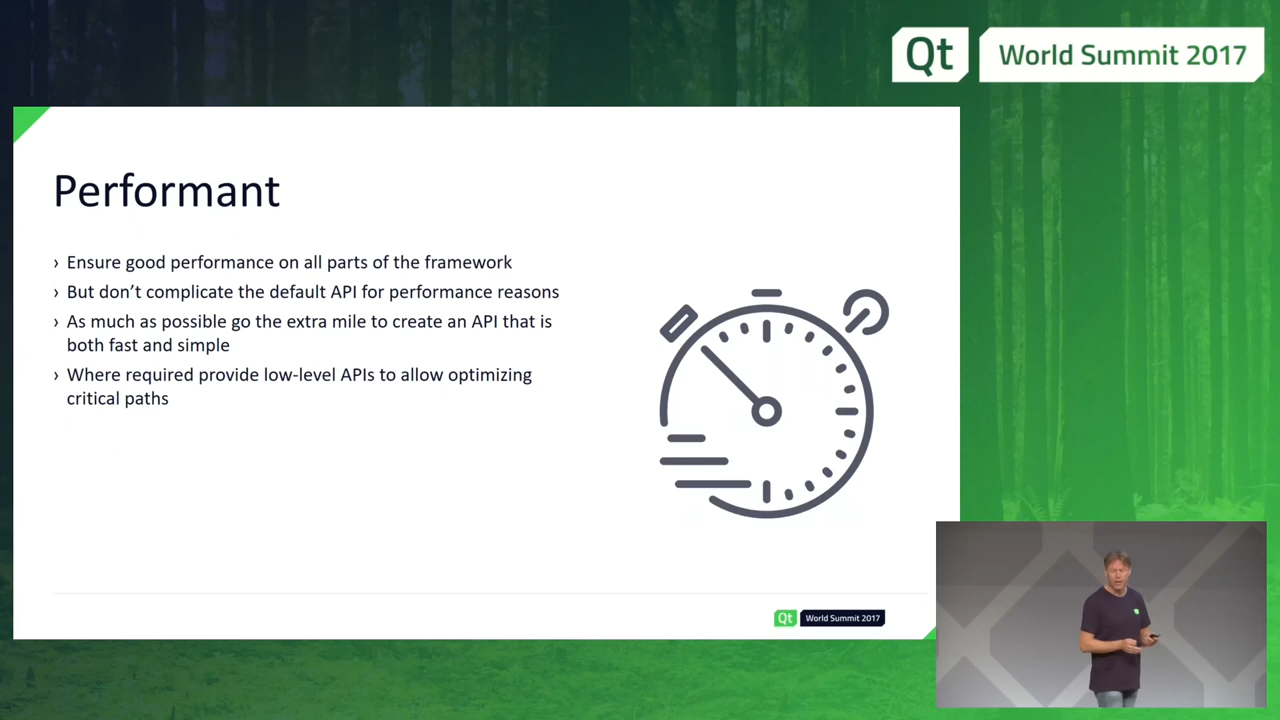 Qt World Summit 2017
Performant
› Ensure good performance on all parts of the framework
› But don’t complicate the default API for performance reasons
› As much as possible go the extra mile to create an API that is
both fast and simple
› Where required provide low-level APIs to allow optimizing
critical paths
Qt World Summit 2017